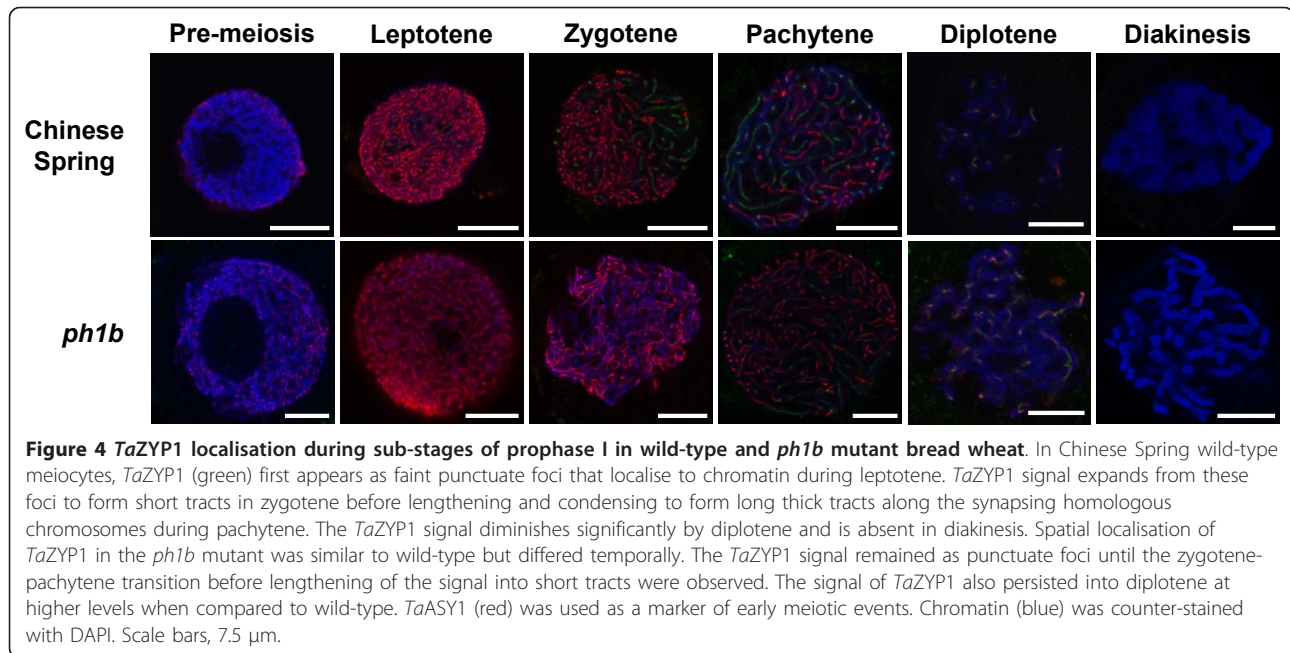 Pre-meiosis Leptotene Zygotene Pachytene Diplotene Diakinesis
Chinese
Spring
ph1b
Figure 4 TaZYP1 localisation during sub-stages of prophase I in wild-type and ph1b mutant bread wheat. In Chinese Spring wild-type
meiocytes, TaZYP1 (green) first appears as faint punctuate foci that localise to chromatin during leptotene. TaZYP1 signal expands from these
foci to form short tracts in zygotene before lengthening and condensing to form long thick tracts along the synapsing homologous
chromosomes during pachytene. The TaZYP1 signal diminishes significantly by diplotene and is absent in diakinesis. Spatial localisation of
TaZYP1 in the ph1b mutant was similar to wild-type but differed temporally. The TaZYP1 signal remained as punctuate foci until the zygotene-
pachytene transition before lengthening of the signal into short tracts were observed. The signal of TaZYP1 also persisted into diplotene at
higher levels when compared to wild-type. TaASY1 (red) was used as a marker of early meiotic events. Chromatin (blue) was counter-stained
with DAPI. Scale bars, 7.5 μm.